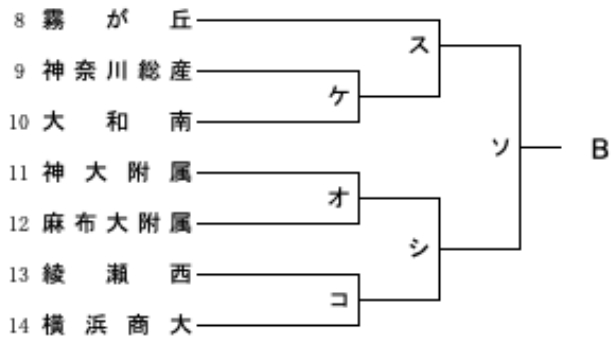 8 霧が丘
ス
9 神奈川総産
ケ
10 大和南
ソ B
11 神大附属
オ
12 麻布大附属
シ
13 綾瀬西
コ
14 横浜商大